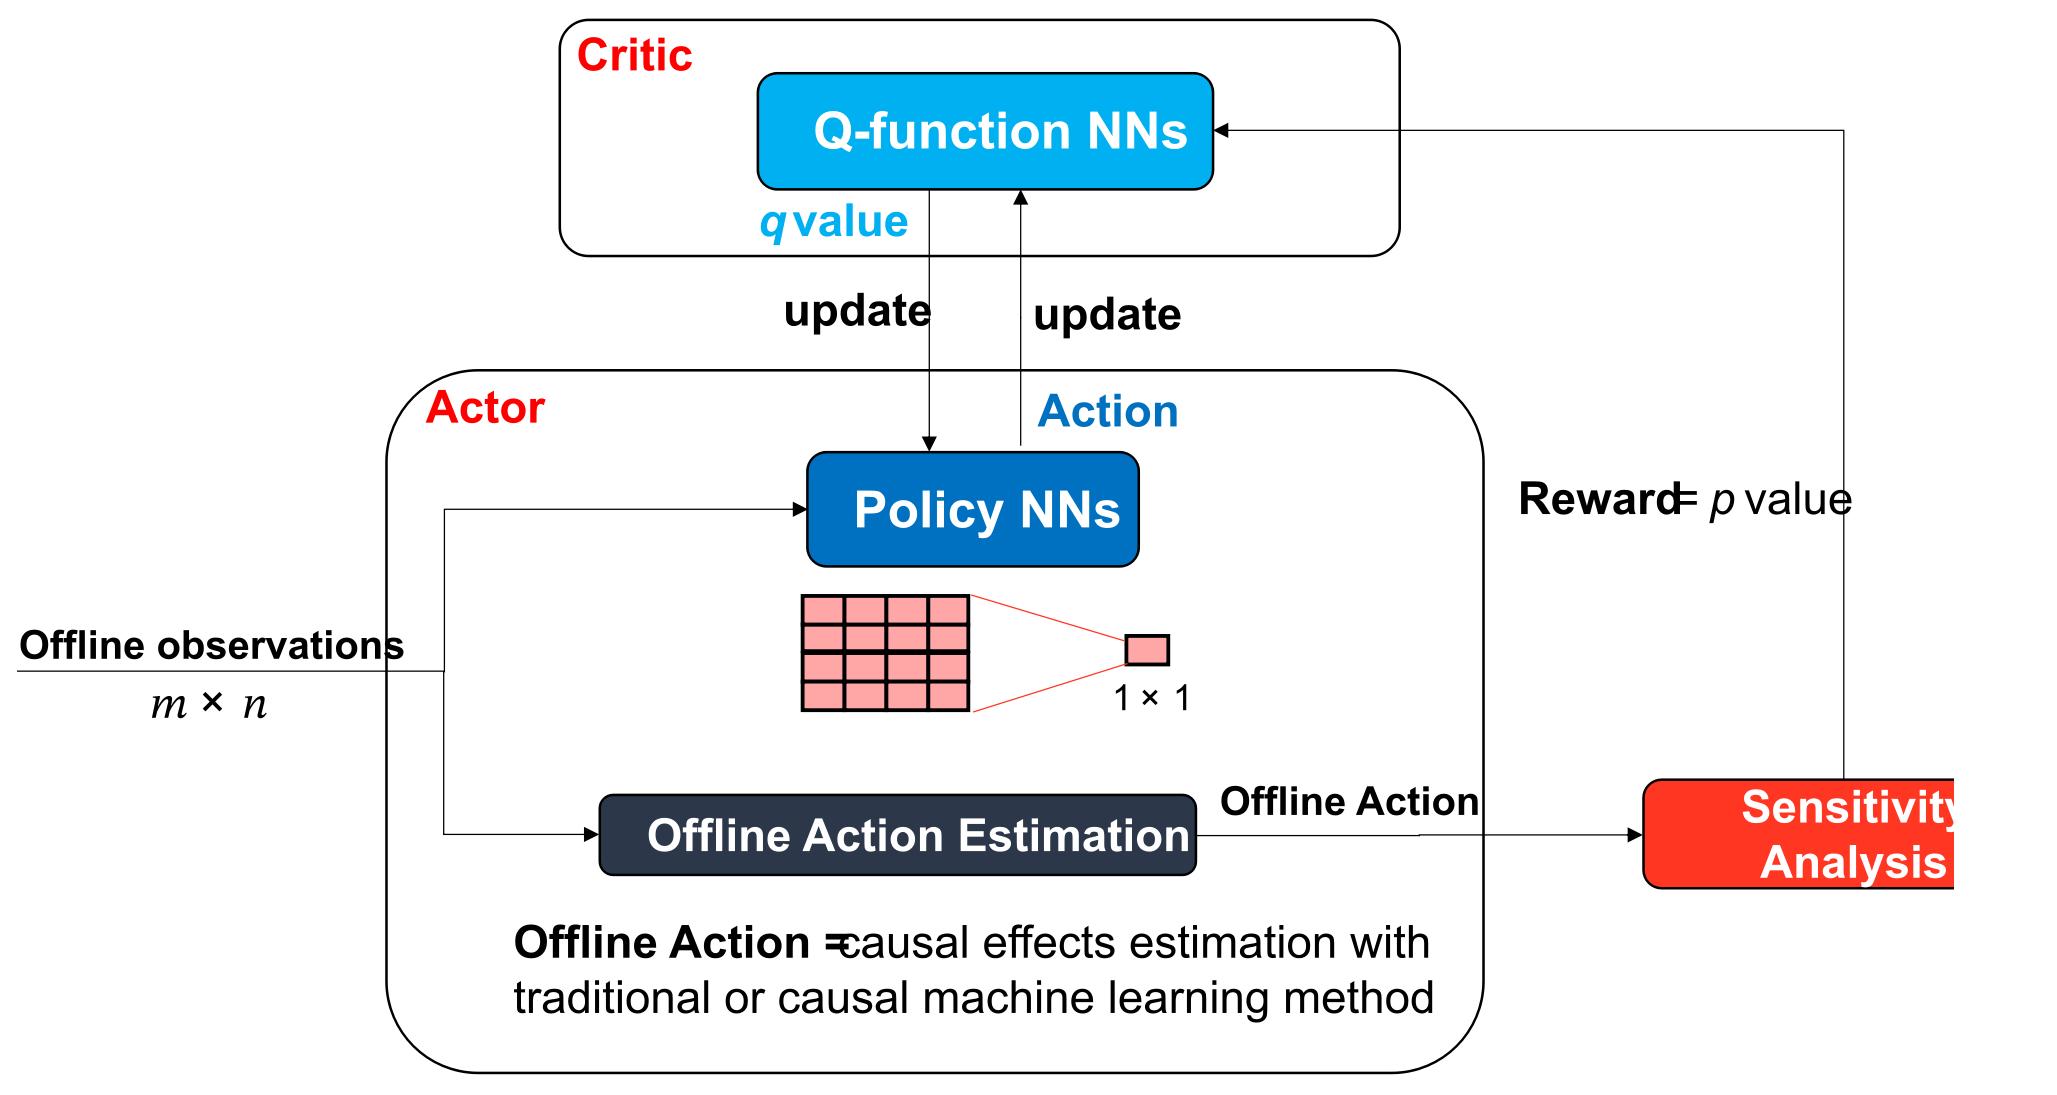 Critic
Q-function NNs
q value
update
update
Actor
Action
Policy NNs
Reward = p value
Offline observations
m × n
1 × 1
Offline Action
Offline Action Estimation
Sensitivity
Analysis
Offline Action = causal effects estimation with
traditional or causal machine learning method